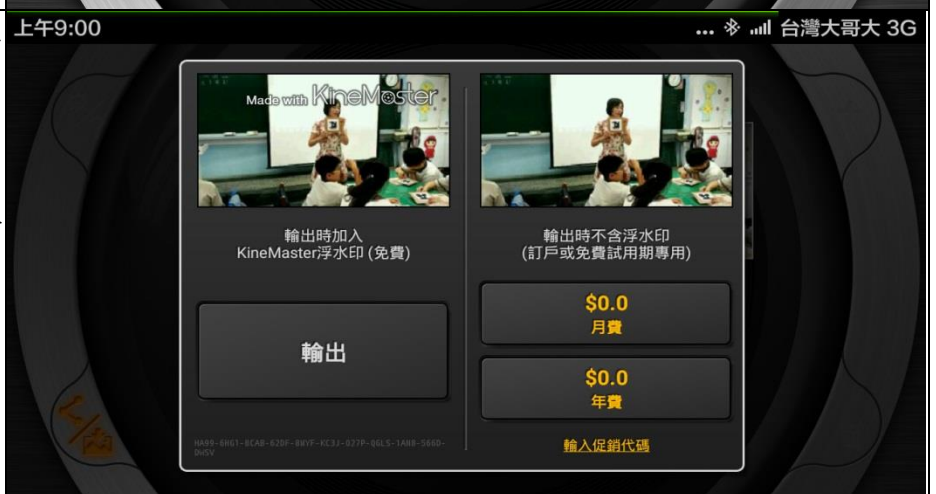 上午9:00
... 台灣大哥大 3G
Made with KineMaster
輸出時加入
KineMaster浮水印 (免費)
輸出
輸出時不含浮水印
(訂戶或免費試用期專用)
$0.0
月費
$0.0
年費
輸入促銷代碼